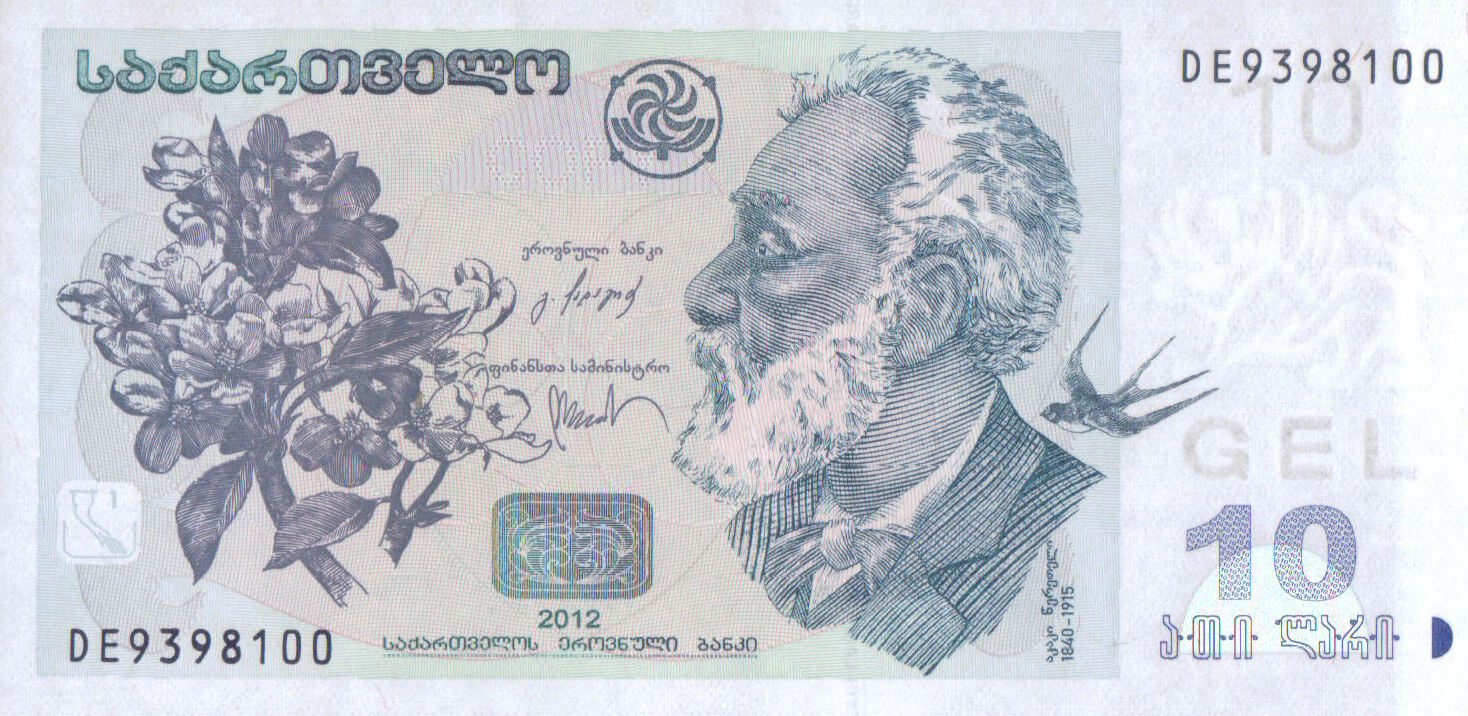 საქართველო
DE9398100
10
ეროვნული ბანკი
ფინანსთა სამინისტრო
GEL
10
ათი ლარი
2012
საქართველოს ეროვნული ბანკი
DE9398100
აკაკი წერეთელი
1840-1915